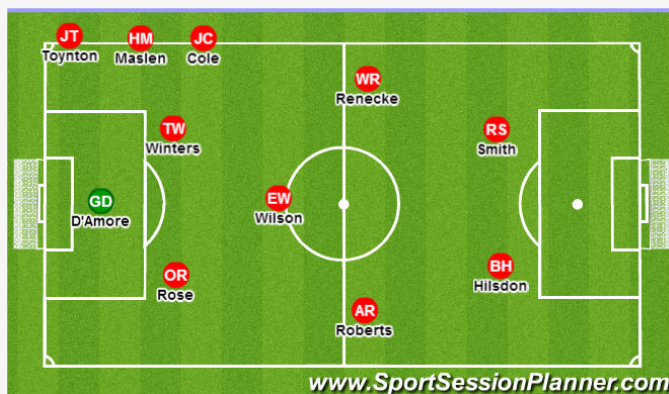 JT
Toynton
HM
Maslen
JC
Cole
WR
Renecke
TW
Winters
RS
Smith
GD
D'Amore
EW
Wilson
OR
Rose
BH
Hilsdon
AR
Roberts
www.SportSessionPlanner.com